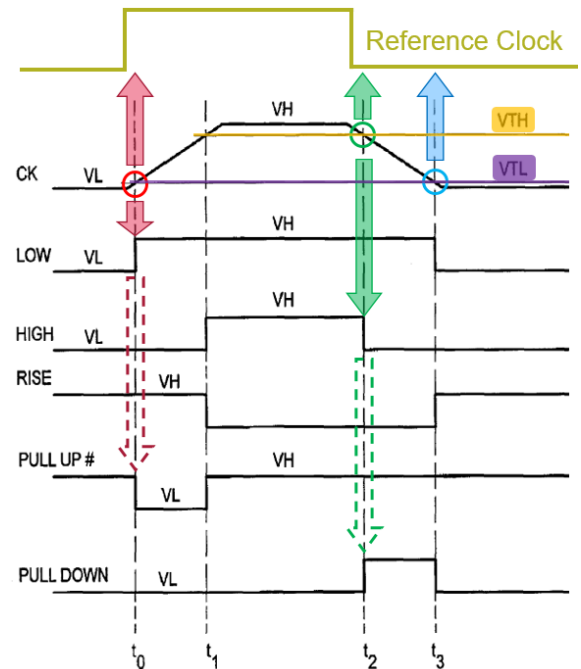 Reference Clock
VH
VTH
CK VL
VTL
VH
LOW VL
VH
HIGH VL
RISE VH
PULL UP # VH
VL
PULL DOWN VL
t0 t1 t2 t3